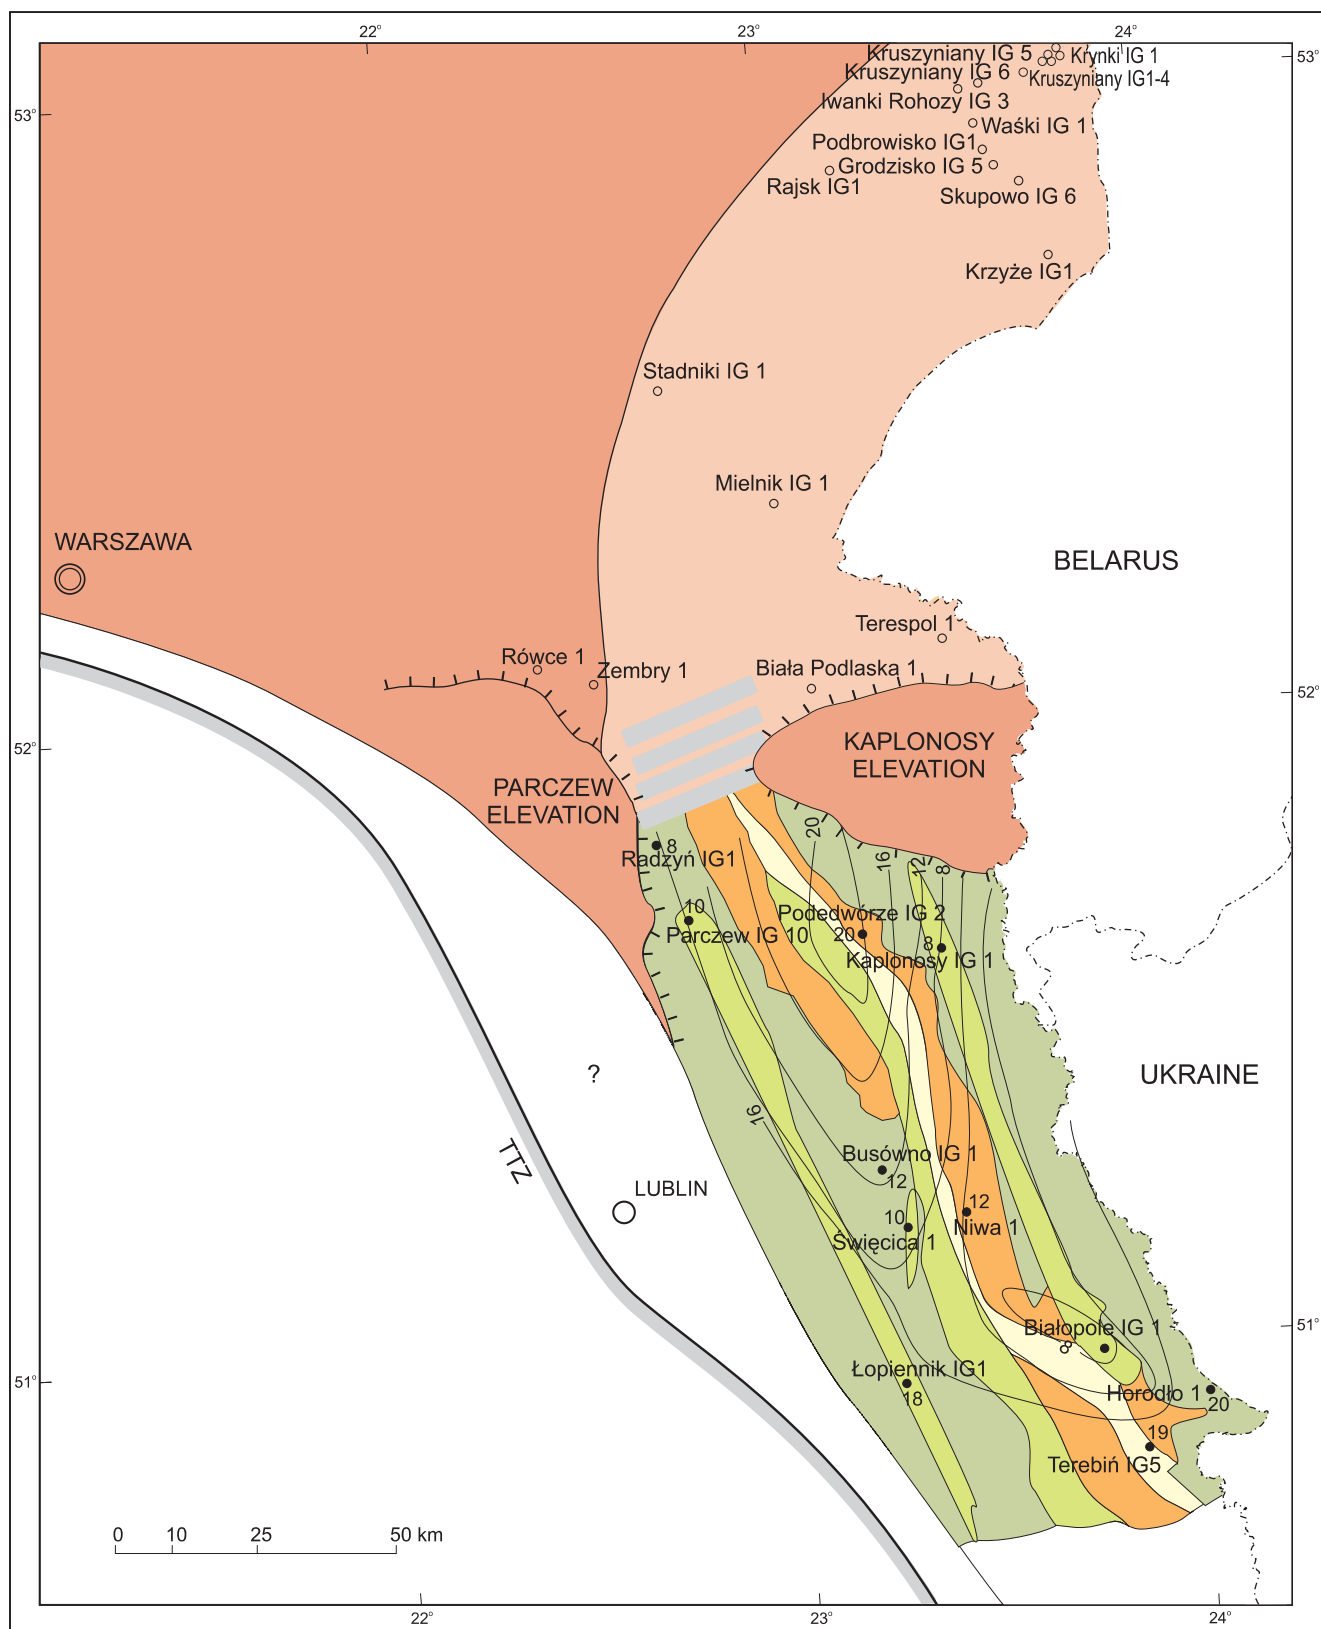 22°
23°
24°
53°
53°
Kruszyniany IG 5
Krynki IG 1
Kruszyniany IG 6
Kruszyniany IG1-4
Iwanki Rohozy IG 3
Waśki IG 1
Podbrowisko IG1
Grodzisko IG 5
Rajsk IG1
Skupowo IG 6
Krzyże IG1
Stadniki IG 1
Mielnik IG 1
WARSZAWA
BELARUS
Terespol 1
Rówce 1
Zembry 1
Biała Podlaska 1
52°
52°
KAPLONOSY
ELEVATION
PARCZEW
ELEVATION
20
16
12
8
8
Radzyń IG1
10
Parczew IG 10
Podedwórze IG 2
20
8
Kaplonosy IG 1
?
UKRAINE
16
TTZ
Busówno IG 1
12
LUBLIN
12
10
Niwa 1
Święcica 1
51°
Białopole IG 1
8
51°
Łopiennik IG1
18
Horodło 1
20
19
Terebiń IG5
0 10 25 50 km
22°
23°
24°